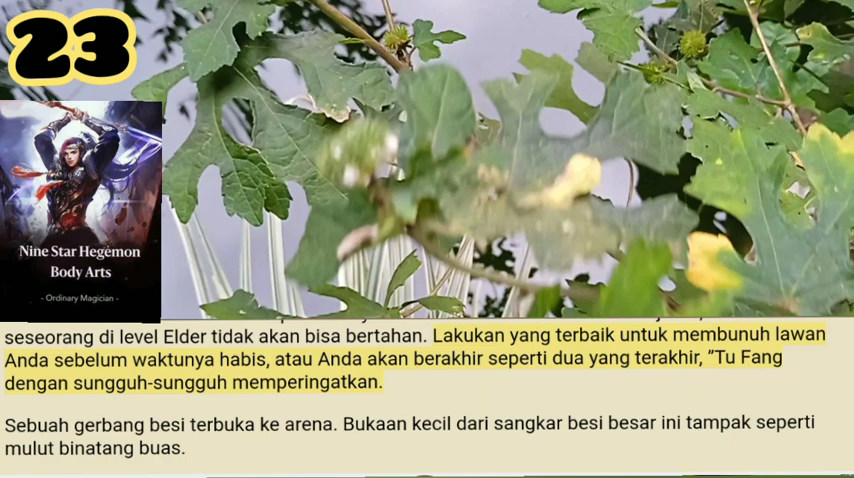 23
Nine Star Hegemon
Body Arts
- Ordinary Magician -
seseorang di level Elder tidak akan bisa bertahan. Lakukan yang terbaik untuk membunuh lawan
Anda sebelum waktunya habis, atau Anda akan berakhir seperti dua yang terakhir, ”Tu Fang
dengan sungguh-sungguh memperingatkan.
Sebuah gerbang besi terbuka ke arena. Bukaan kecil dari sangkar besi besar ini tampak seperti
mulut binatang buas.